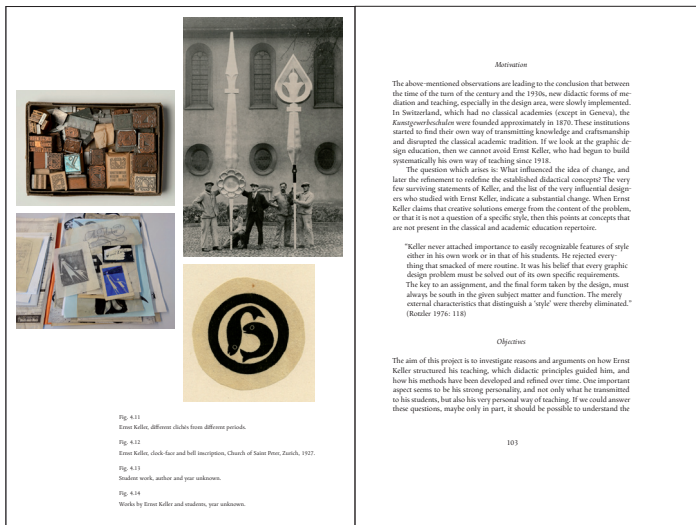 Fig. 4.11
Ernst Keller, different clichés from different periods.
Fig. 4.12
Ernst Keller, clock-face and bell inscription, Church of Saint Peter, Zurich, 1927.
Fig. 4.13
Student work, author and year unknown.
Fig. 4.14
Works by Ernst Keller and students, year unknown.
Motivation
The above-mentioned observations are leading to the conclusion that between
the time of the turn of the century and the 1930s, new didactic forms of me-
diation and teaching, especially in the design area, were slowly implemented.
In Switzerland, which had no classical academies (except in Geneva), the
Kunstgewerbeschulen were founded approximately in 1870. These institutions
started to find their own way of transmitting knowledge and craftsmanship
and disrupted the classical academic tradition. If we look at the graphic de-
sign education, then we cannot avoid Ernst Keller, who had begun to build
systematically his own way of teaching since 1918.
The question which arises is: What influenced the idea of change, and
later the refinement to redefine the established didactical concepts? The very
few surviving statements of Keller, and the list of the very influential design-
ers who studied with Ernst Keller, indicate a substantial change. When Ernst
Keller claims that creative solutions emerge from the content of the problem,
or that it is not a question of a specific style, then this points at concepts that
are not present in the classical and academic education repertoire.
“Keller never attached importance to easily recognizable features of style
either in his own work or in that of his students. He rejected every-
thing that smacked of mere routine. It was his belief that every graphic
design problem must be solved out of its own specific requirements.
The key to an assignment, and the final form taken by the design, must
always be south in the given subject matter and function. The merely
external characteristics that distinguish a ‘style’ were thereby eliminated.”
(Rotzler 1976: 118)
Objectives
The aim of this project is to investigate reasons and arguments on how Ernst
Keller structured his teaching, which didactic principles guided him, and
how his methods have been developed and refined over time. One important
aspect seems to be his strong personality, and not only what he transmitted
to his students, but also his very personal way of teaching. If we could answer
these questions, maybe only in part, it should be possible to understand the
103